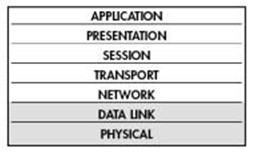 APPLICATION
PRESENTATION
SESSION
TRANSPORT
NETWORK
DATA LINK
PHYSICAL